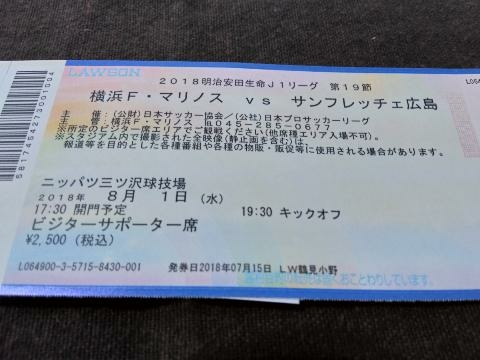 LAWSON
2018明治安田生命J1リーグ 第19節
横浜F・マリノス vs サンフレッチェ広島
主催:(公財)日本サッカー協会/(公社)日本プロサッカーリーグ
主管:横浜F・マリノス ℡045-285-0677
※所定のビジター席エリアでご観戦ください(他席種エリア入場不可)。
※スタジアム内で撮影された映像(静止画を含む)は、
報道等を目的とした各種番組や各種の物販・販促等に使用される場合があります。
ニッパツ三ツ沢球技場
2018年 8月 1日(水)
17:30 開門予定 19:30 キックオフ
ビジターサポーター席
¥2,500(税込)
L064900-3-5715-8430-001 発券日2018年07月15日 LW鶴見小野
58174542730010​04
L064